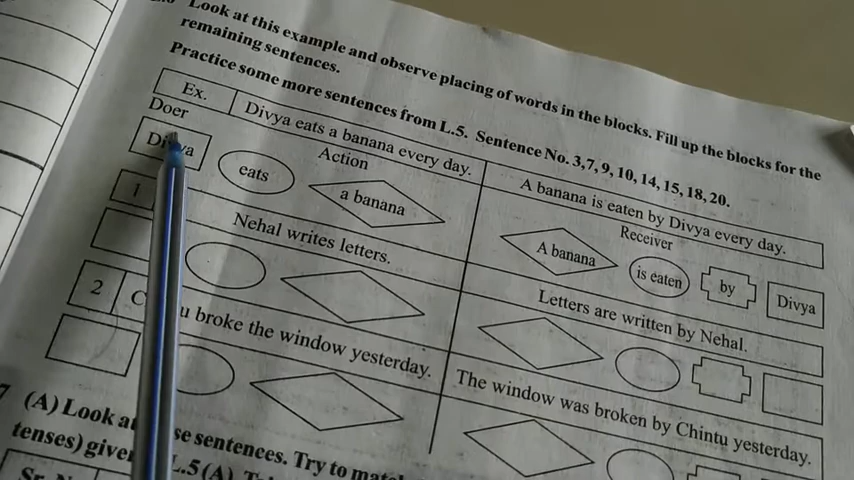 Look at this example and observe placing of words in the blocks. Fill up the blocks for the
remaining sentences.
Practice some more sentences from L.5. Sentence No. 3,7, 9, 10, 14, 15, 18, 20.
Ex. Divya eats a banana every day. A banana is eaten by Divya every day.
Doer Action Receiver
eats a banana A banana is eaten by Divya
1 Nehal writes letters. Letters are written by Nehal.
2 broke the window yesterday. The window was broken by Chintu yesterday.
(A) Look at se sentences. Try to
tenses) L.5 (A)
Sr.